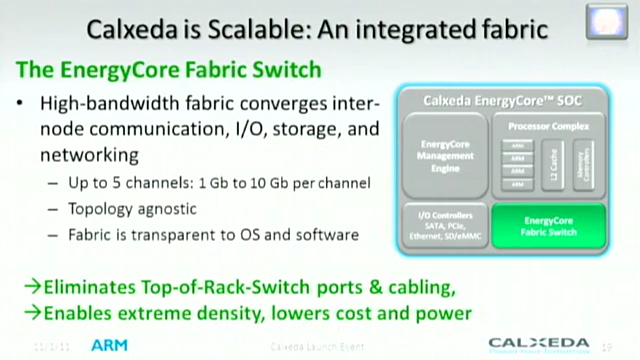 Calxeda is Scalable: An integrated fabric
The EnergyCore Fabric Switch
• High-bandwidth fabric converges inter-
node communication, I/O, storage, and
networking
– Up to 5 channels: 1 Gb to 10 Gb per channel
– Topology agnostic
– Fabric is transparent to OS and software
Calxeda EnergyCore™ SOC
EnergyCore
Management
Engine
Processor Complex
ARM
ARM
ARM
ARM
L2 Cache
Memory
Controllers
I/O Controllers
SATA, PCIe,
Ethernet, SD/eMMC
EnergyCore
Fabric Switch
→Eliminates Top-of-Rack-Switch ports & cabling,
→Enables extreme density, lowers cost and power
11/1/11
ARM
Calxeda Launch Event
CALXEDA
19